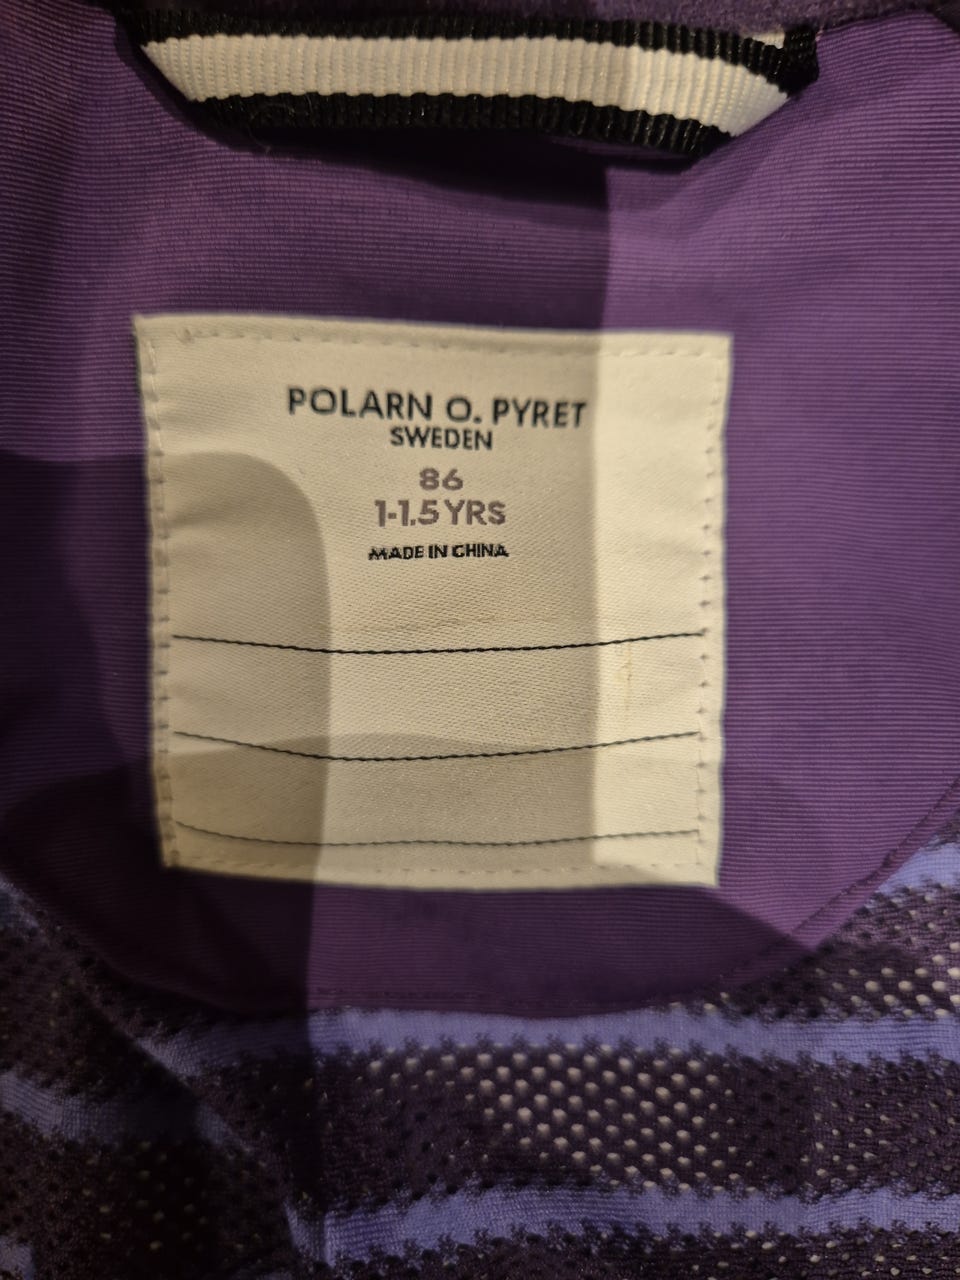 POLARN O. PYRET
SWEDEN
86
1-1.5 YRS
MADE IN CHINA